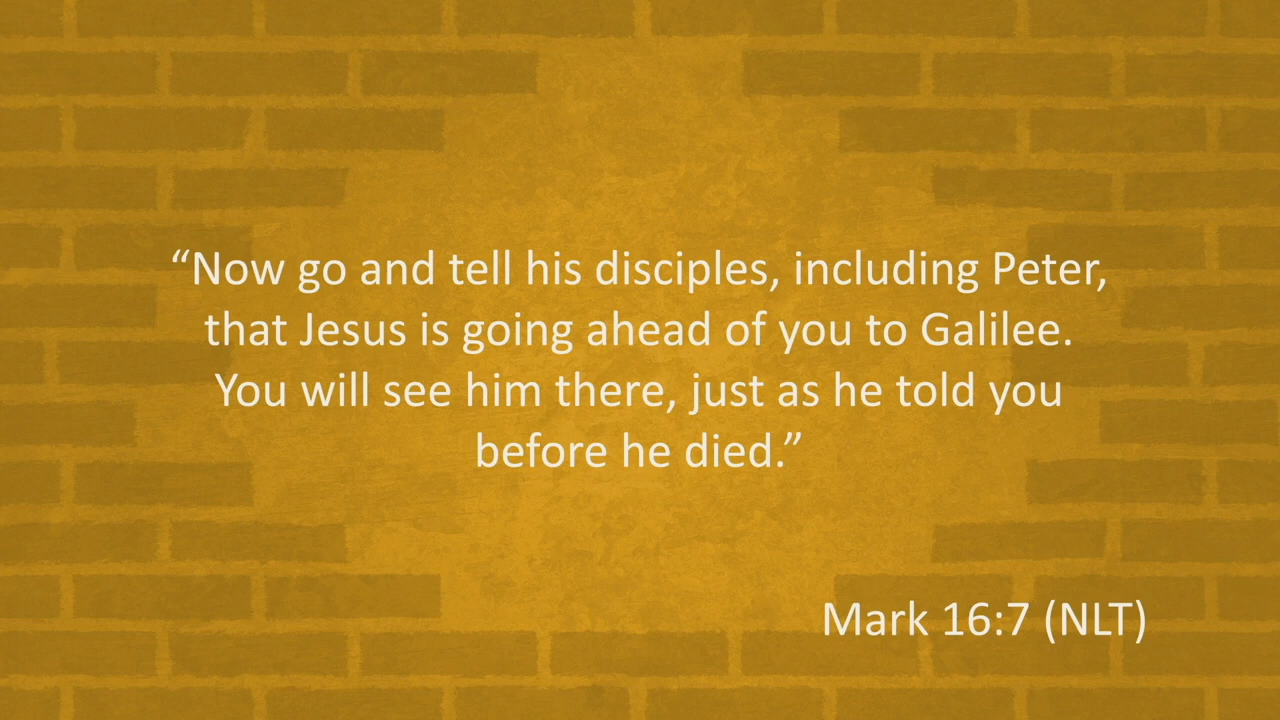 “Now go and tell his disciples, including Peter,
that Jesus is going ahead of you to Galilee.
You will see him there, just as he told you
before he died.”
Mark 16:7 (NLT)